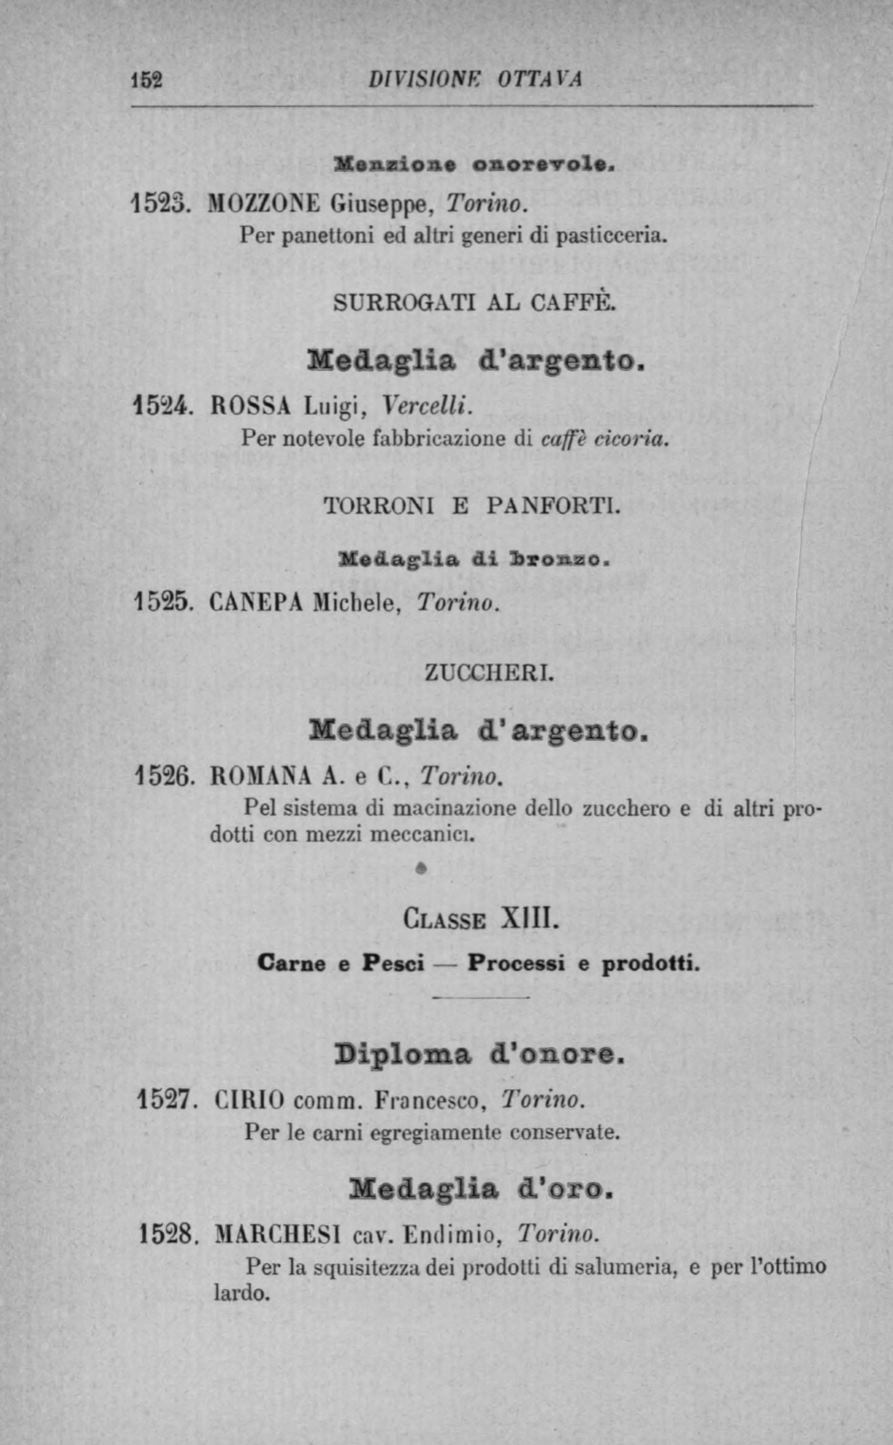 152 DIVISIONE OTTAVA
Menzione onorevole.
1523. MOZZONE Giuseppe, Torino.
Per panettoni ed altri generi di pasticceria.
SURROGATI AL CAFFÈ.
Medaglia d'argento.
1524. ROSSA Luigi, Vercelli.
Per notevole fabbricazione di caffè cicoria.
TORRONI E PANFORTI.
Medaglia di bronzo.
1525. CANEPA Michele, Torino.
ZUCCHERI.
Medaglia d'argento.
1526. ROMANA A. e C., Torino.
Pel sistema di macinazione dello zucchero e di altri pro-
dotti con mezzi meccanici.
CLASSE XIII.
Carne e Pesci — Processi e prodotti.
Diploma d'onore.
1527. CIRIO comm. Francesco, Torino.
Per le carni egregiamente conservate.
Medaglia d'oro.
1528. MARCHESI cav. Endimio, Torino.
Per la squisitezza dei prodotti di salumeria, e per l'ottimo
lardo.